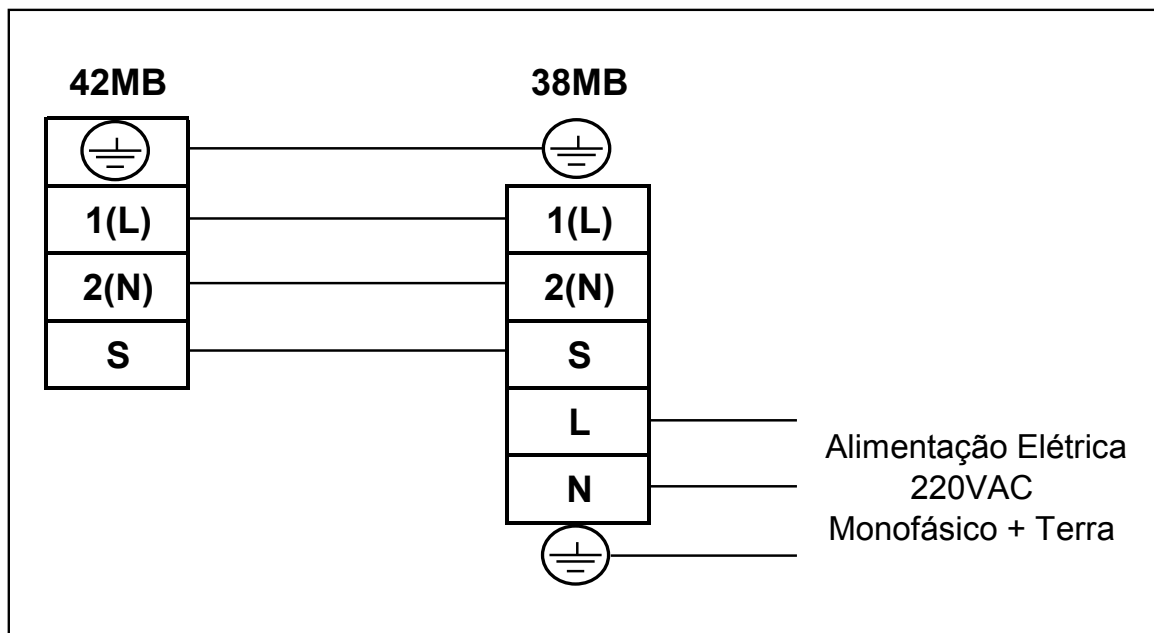 42MB
38MB
1(L)
2(N)
S
1(L)
2(N)
S
L
N
Alimentação Elétrica
220VAC
Monofásico + Terra